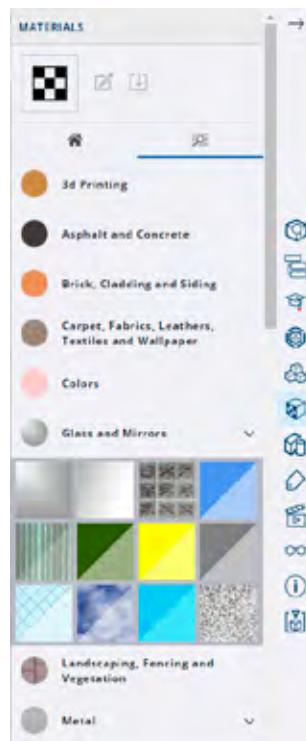 MATERIALS
3d Printing
Asphalt and Concrete
Brick, Cladding and Siding
Carpet, Fabrics, Leathers,
Textiles and Wallpaper
Colors
Glass and Mirrors
Landscaping, Fencing and
Vegetation
Metal